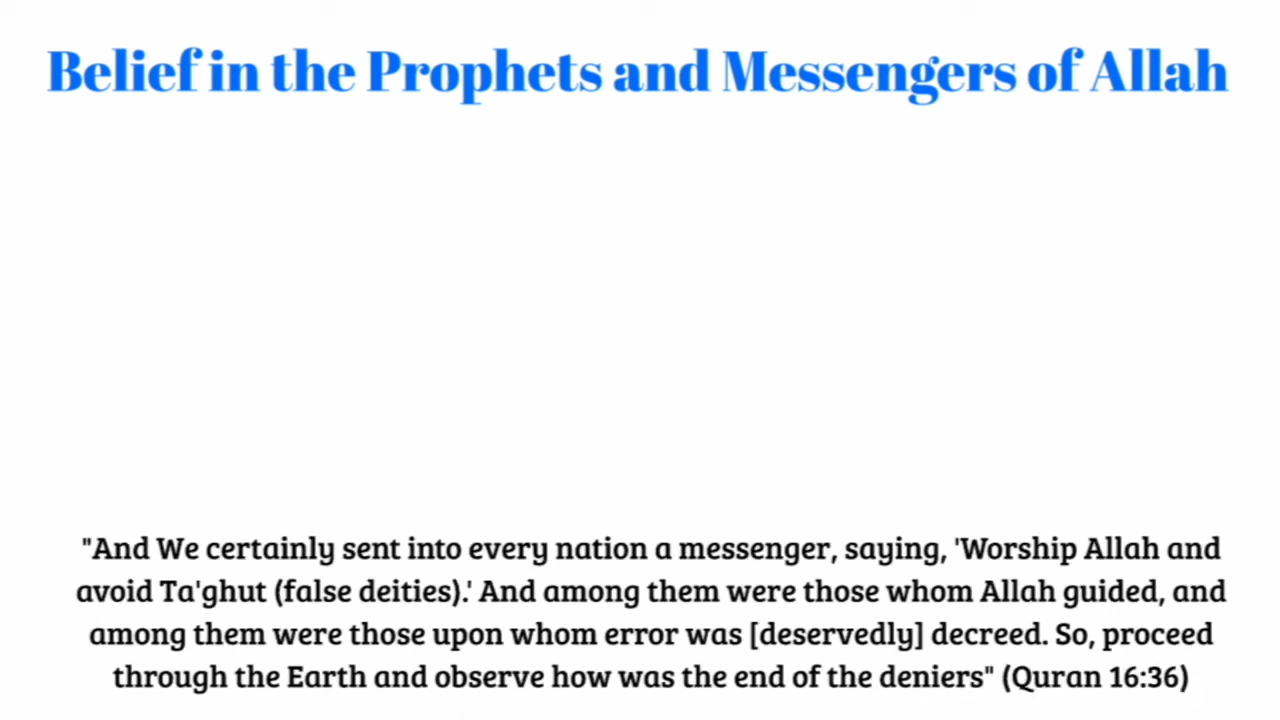 Belief in the Prophets and Messengers of Allah
"And We certainly sent into every nation a messenger, saying, 'Worship Allah and
avoid Ta'ghut (false deities).' And among them were those whom Allah guided, and
among them were those upon whom error was [deservedly] decreed. So, proceed
through the Earth and observe how was the end of the deniers" (Quran 16:36)